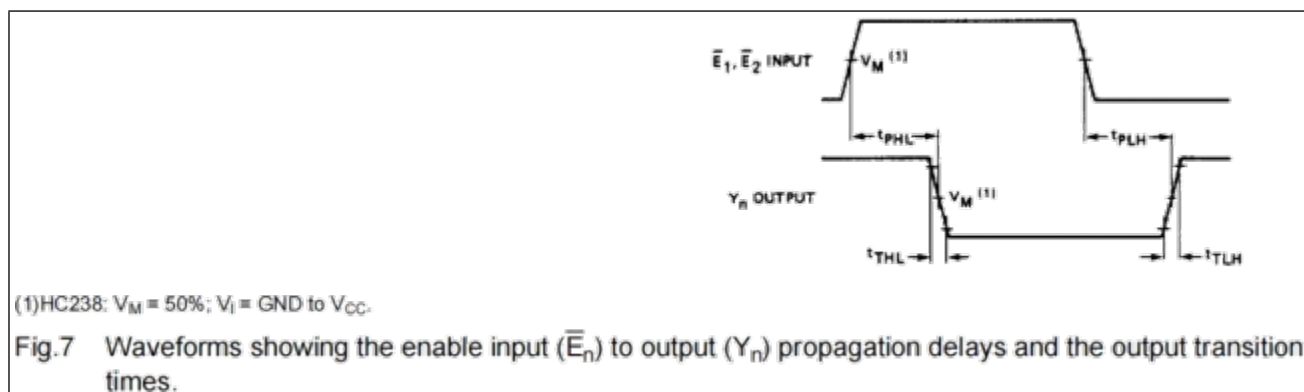 Ē1, Ē2 INPUT
VM (1)
tPHL
tPLH
Yn OUTPUT
VM (1)
tTHL
tTLH
(1)HC238: VM = 50%; VI = GND to VCC.
Fig.7 Waveforms showing the enable input (Ēn) to output (Yn) propagation delays and the output transition
times.